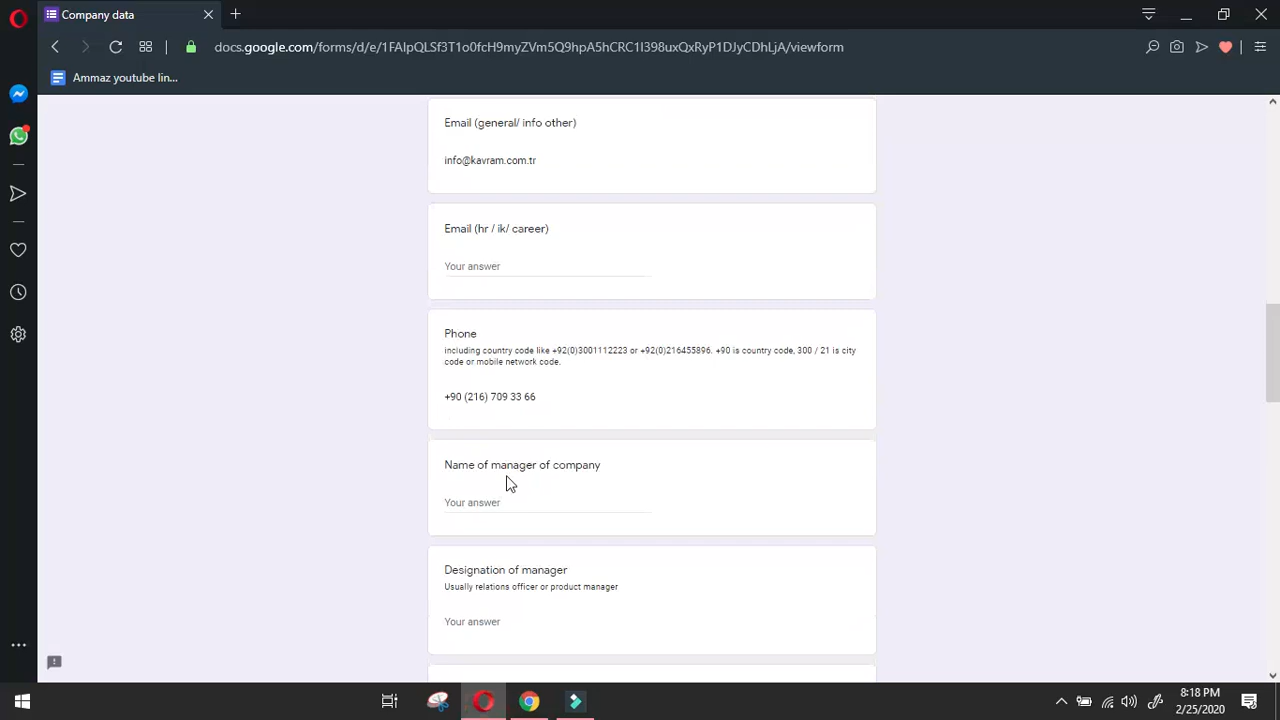 Company data
docs.google.com/forms/d/e/1FAIpQLSf3T1o0fcH9myZVm5Q9hpA5hCRC1I398uxQxRyP1DJyCDhLjA/viewform
Ammaz youtube lin...
Email (general/ info other)
info@kavram.com.tr
Email (hr / ik/ career)
Your answer
Phone
including country code like +92(0)3001112223 or +92(0)216455896. +90 is country code, 300 / 21 is city
code or mobile network code.
+90 (216) 709 33 66
Name of manager of company
Your answer
Designation of manager
Usually relations officer or product manager
Your answer
8:18 PM
2/25/2020